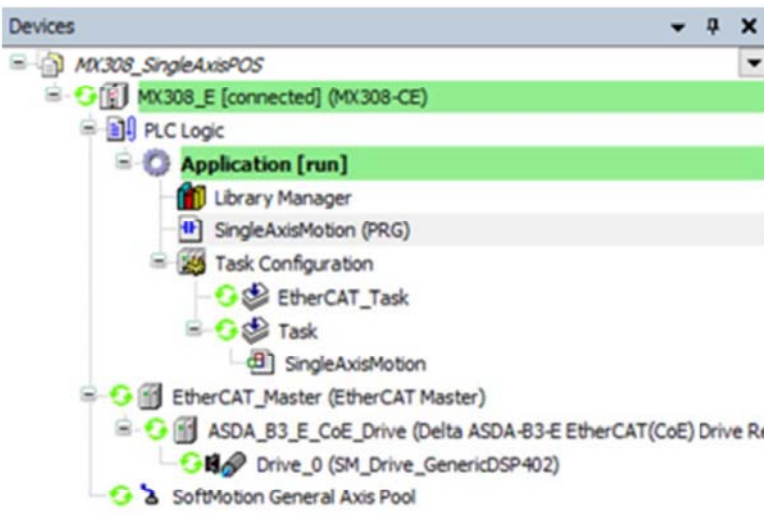 Devices
MX308_SingleAxisPOS
MX308_E [connected] (MX308-CE)
PLC Logic
Application [run]
Library Manager
SingleAxisMotion (PRG)
Task Configuration
EtherCAT_Task
Task
SingleAxisMotion
EtherCAT_Master (EtherCAT Master)
ASDA_B3_E_CoE_Drive (Delta ASDA-B3-E EtherCAT(CoE) Drive Re
Drive_0 (SM_Drive_GenericDSP402)
SoftMotion General Axis Pool